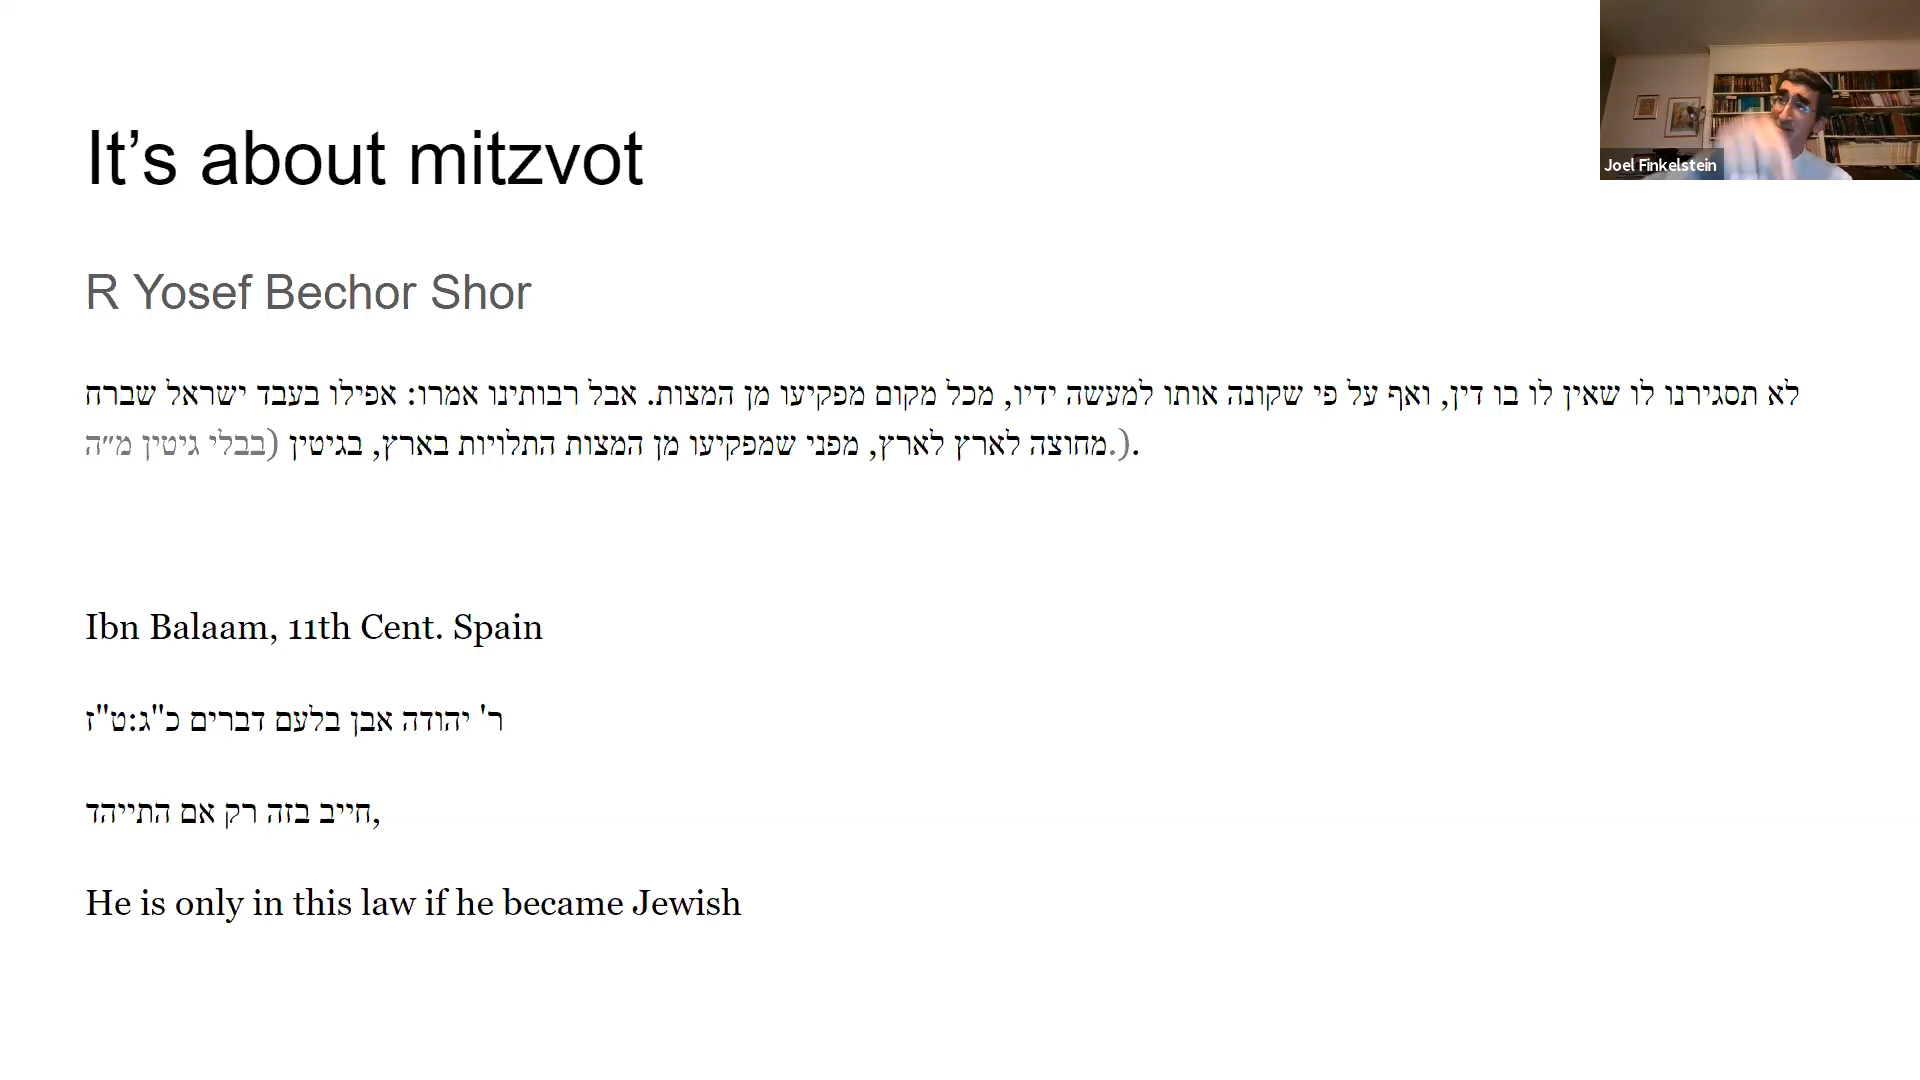 It's about mitzvot
Joel Finkelstein
R Yosef Bechor Shor
לא תסגירנו לו שאין לו בו דין, ואף על פי שקונה אותו למעשה ידיו, מכל מקום מפקיעו מן המצות. אבל רבותינו אמרו: אפילו בעבד ישראל שברח
מחוצה לארץ לארץ, מפני שמפקיעו מן המצות התלויות בארץ, בגיטין (בבלי גיטין מ״ה.).
Ibn Balaam, 11th Cent. Spain
ר' יהודה אבן בלעם דברים כ"ג:ט"ז
חייב בזה רק אם התייהד,
He is only in this law if he became Jewish